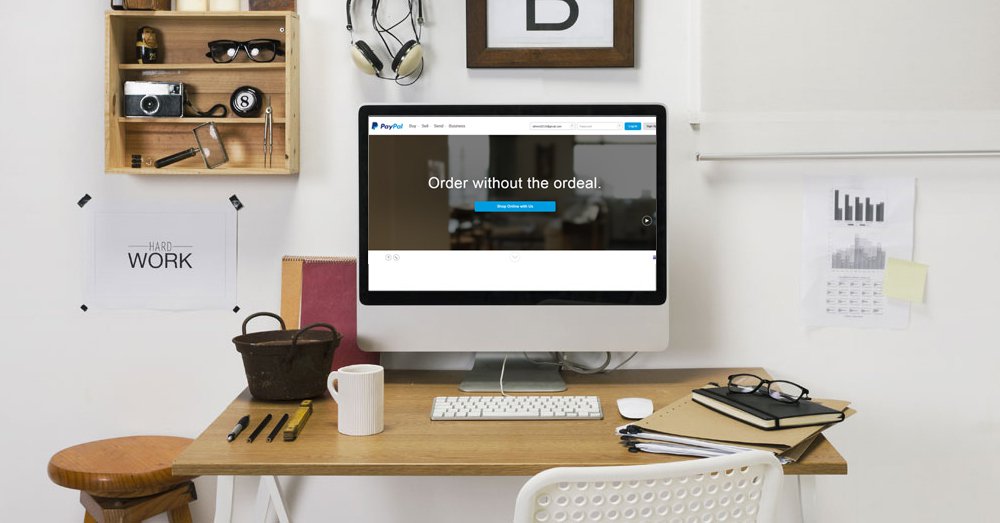 B
8
PayPal Buy Sell Send Business
Log In
Order without the ordeal.
Shop Online with Us
HARD
WORK